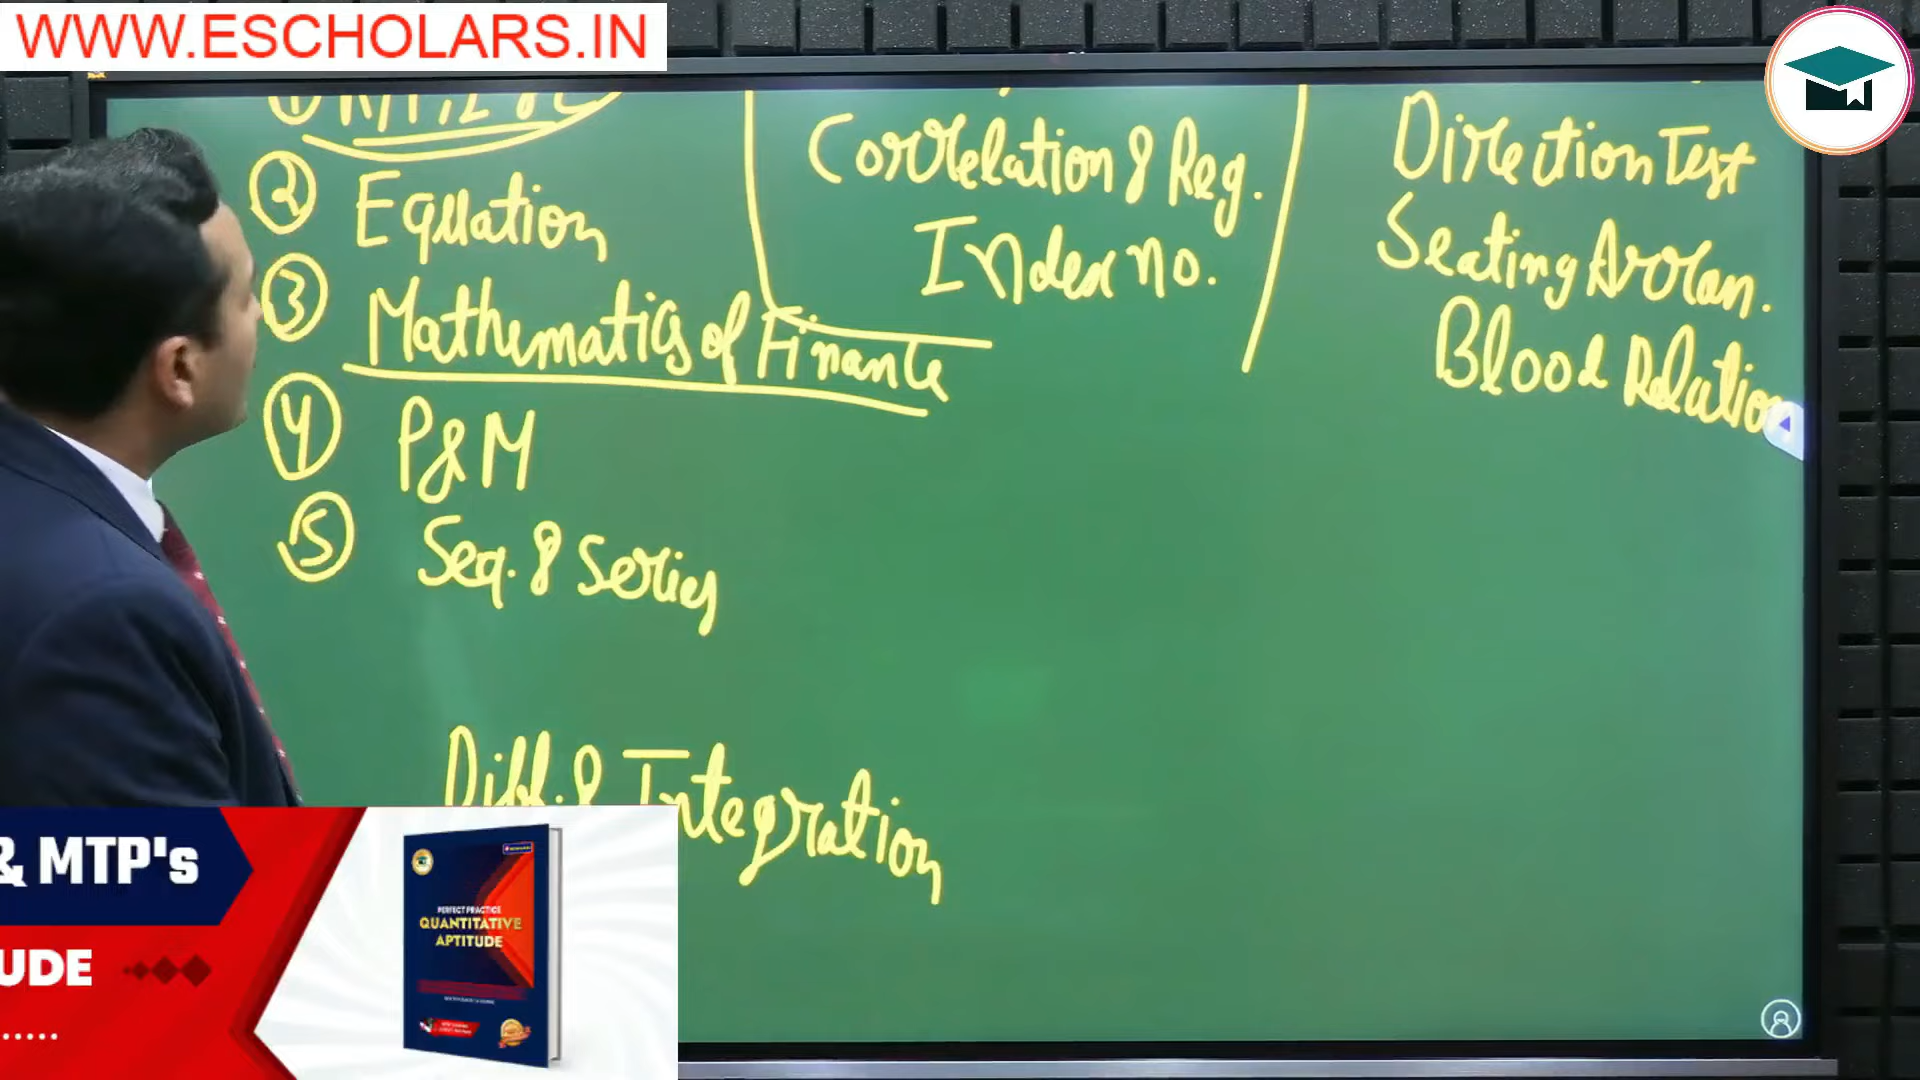 WWW.ESCHOLARS.IN
② Equation
③ Mathematics of Finance
④ P&M
⑤ Seq. & Series
Diff. & Integration
Correlation & Reg.
Index no.
Direction Test
Seating Arran.
Blood Relation
& MTP's
UDE
......
PERFECT PRACTICE
QUANTITATIVE
APTITUDE